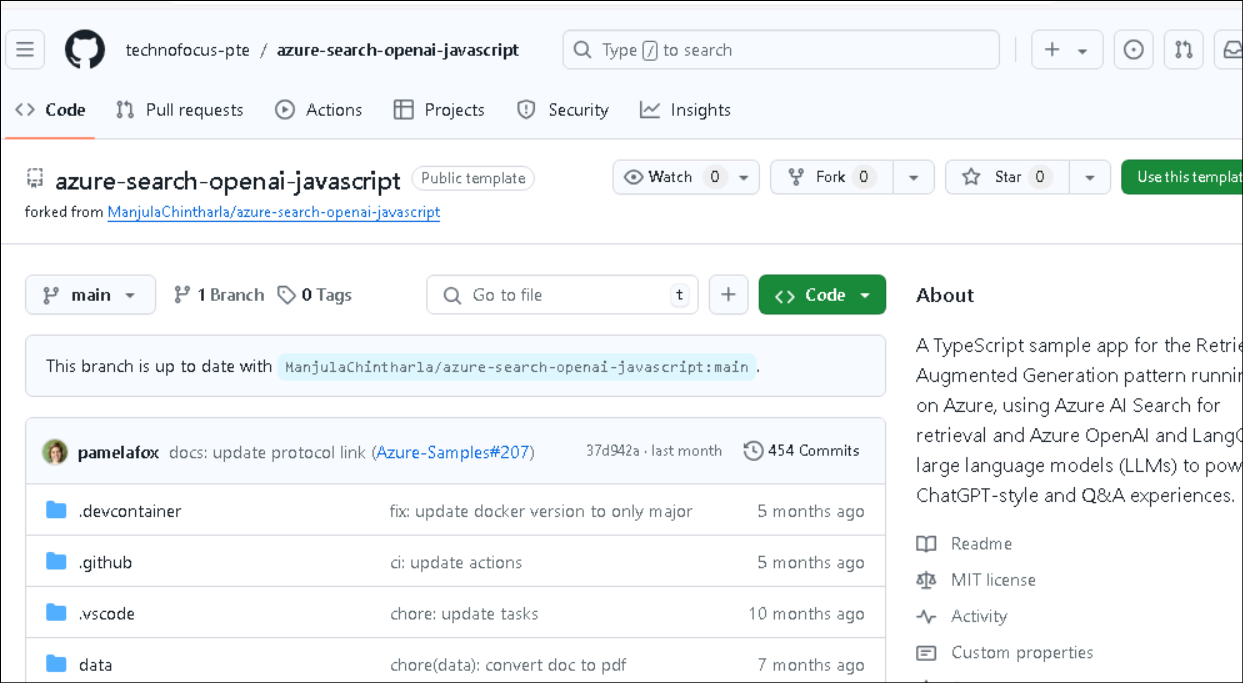 technofocus-pte / azure-search-openai-javascript
Type / to search
Code Pull requests Actions Projects Security Insights
azure-search-openai-javascript Public template
Watch 0 Fork 0 Star 0 Use this templat
forked from ManjulaChintharla/azure-search-openai-javascript
main 1 Branch 0 Tags Go to file t Code
This branch is up to date with ManjulaChintharla/azure-search-openai-javascript:main .
pamelafox docs: update protocol link (Azure-Samples#207) 37d942a · last month 454 Commits
.devcontainer fix: update docker version to only major 5 months ago
.github ci: update actions 5 months ago
.vscode chore: update tasks 10 months ago
data chore(data): convert doc to pdf 7 months ago
About
A TypeScript sample app for the Retrie
Augmented Generation pattern runnin
on Azure, using Azure AI Search for
retrieval and Azure OpenAI and LangC
large language models (LLMs) to pow
ChatGPT-style and Q&A experiences.
Readme
MIT license
Activity
Custom properties